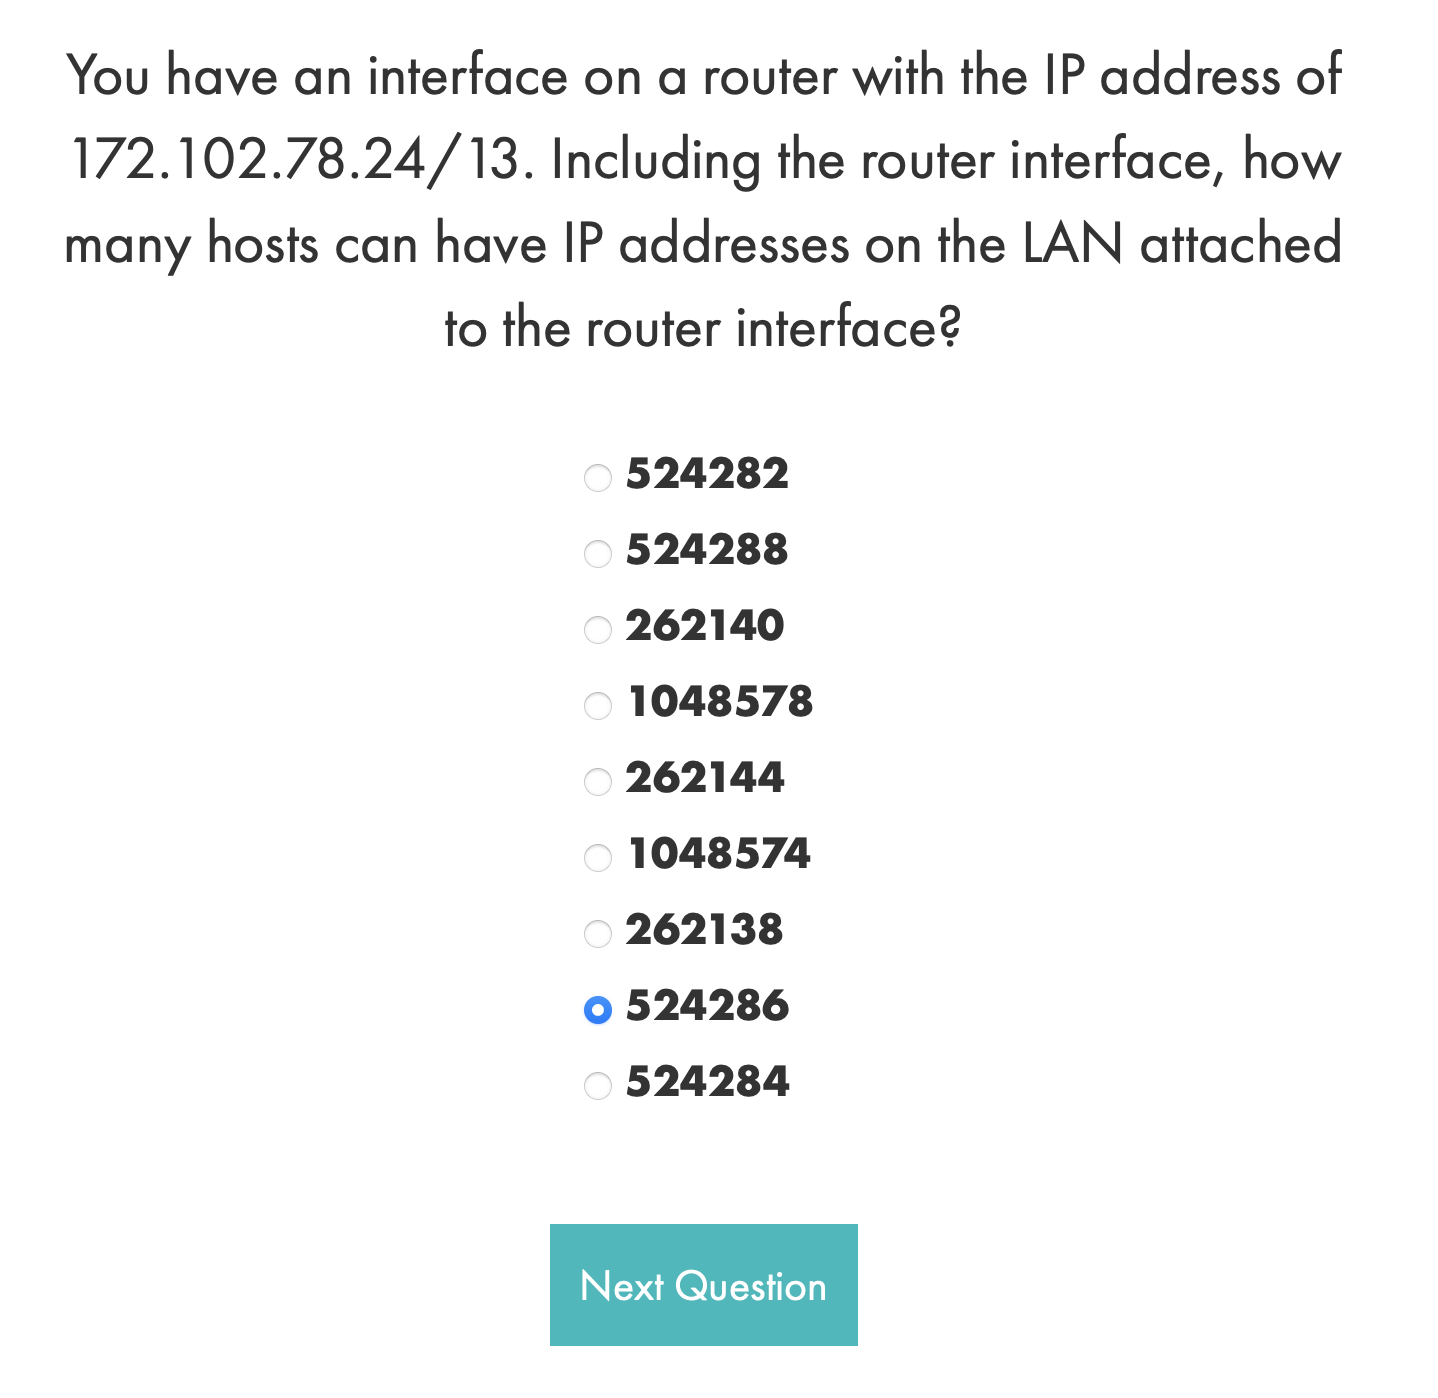 You have an interface on a router with the IP address of
172.102.78.24/13. Including the router interface, how
many hosts can have IP addresses on the LAN attached
to the router interface?
524282
524288
262140
1048578
262144
1048574
262138
524286
524284
Next Question